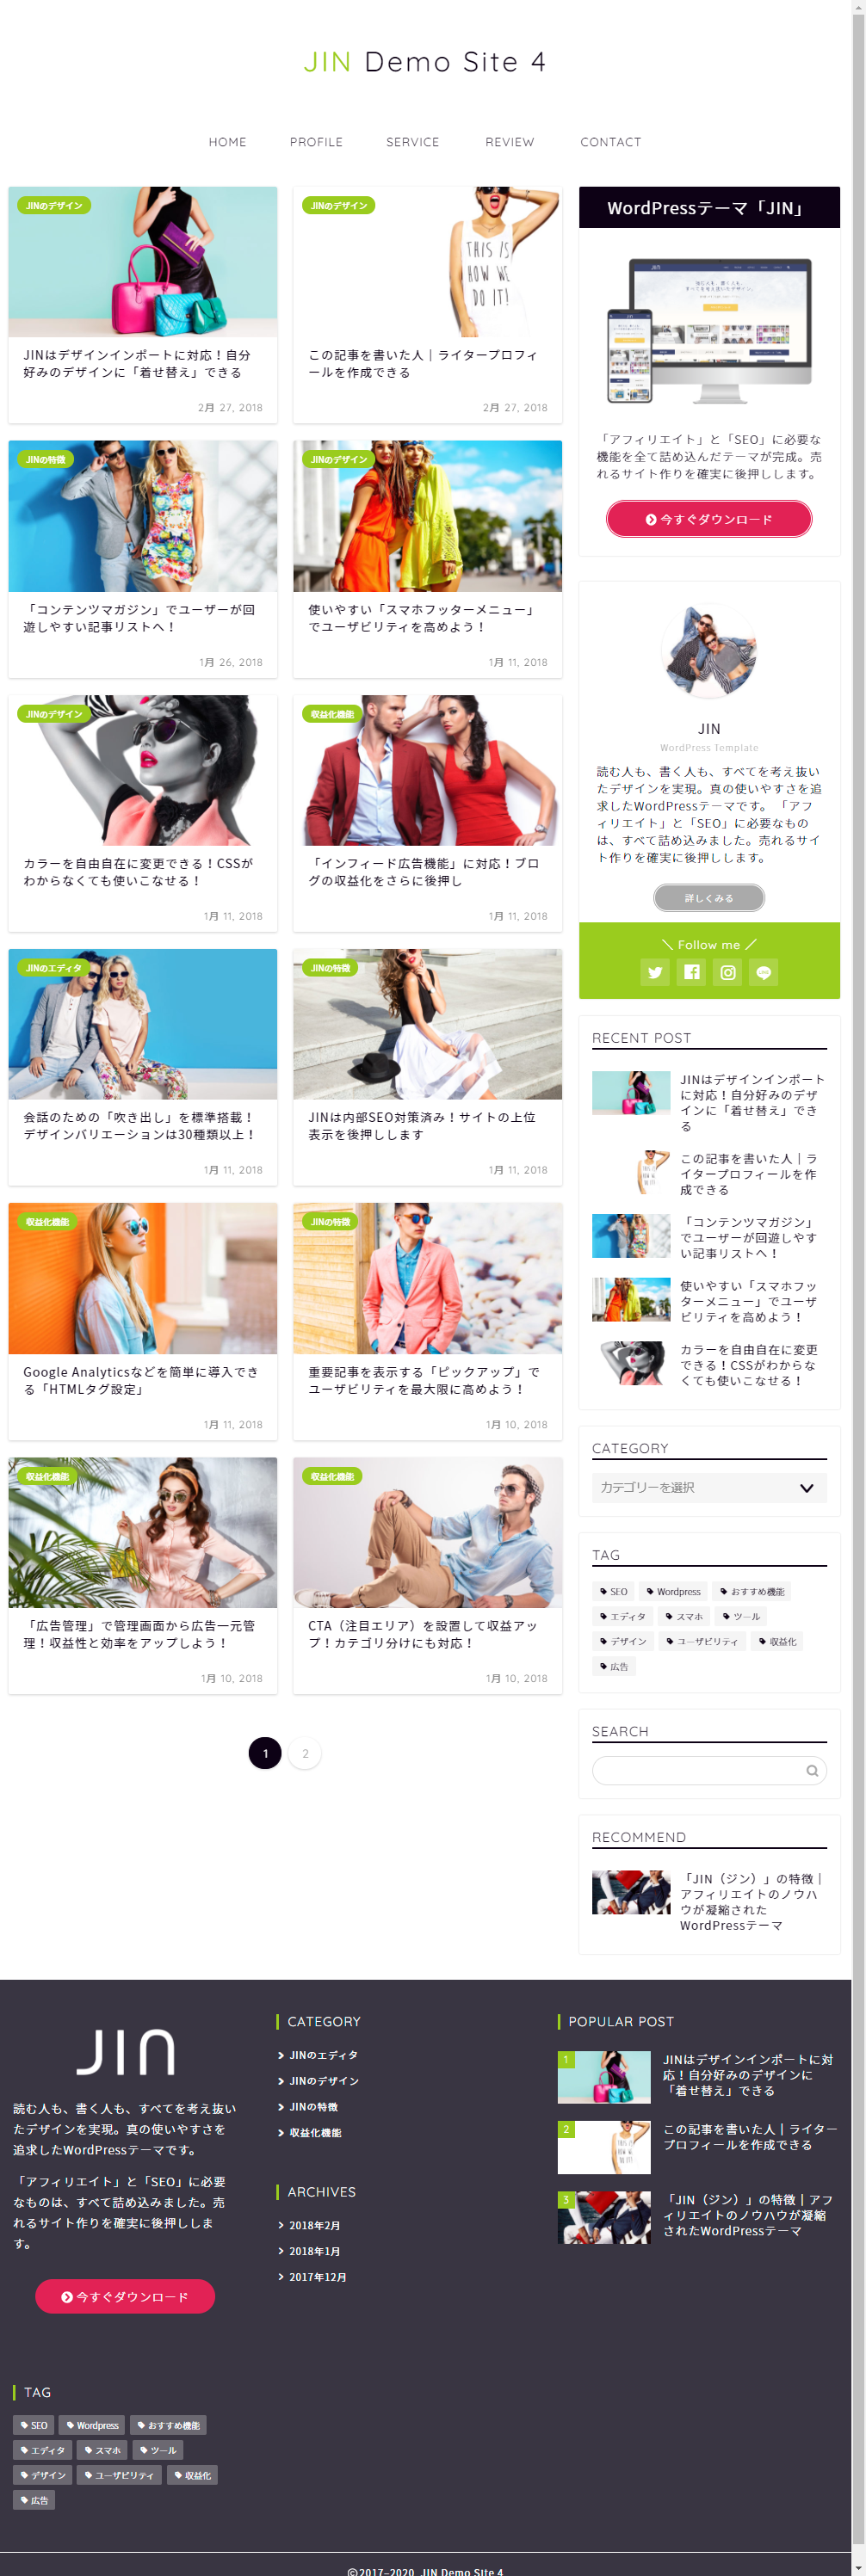 JIN Demo Site 4
HOME PROFILE SERVICE REVIEW CONTACT
JINのデザイン
JINはデザインインポートに対応！自分
好みのデザインに「着せ替え」できる
2月 27, 2018
JINのデザイン
THIS IS
HOW WE
DO IT!
この記事を書いた人｜ライタープロフィ
ールを作成できる
2月 27, 2018
JINの特徴
「コンテンツマガジン」でユーザーが回
遊しやすい記事リストへ！
1月 26, 2018
JINのデザイン
使いやすい「スマホフッターメニュー」
でユーザビリティを高めよう！
1月 11, 2018
JINのデザイン
カラーを自由自在に変更できる！CSSが
わからなくても使いこなせる！
1月 11, 2018
収益化機能
「インフィード広告機能」に対応！ブロ
グの収益化をさらに後押し
1月 11, 2018
JINのエディタ
会話のための「吹き出し」を標準搭載！
デザインバリエーションは30種類以上！
1月 11, 2018
JINの特徴
JINは内部SEO対策済み！サイトの上位
表示を後押しします
1月 11, 2018
収益化機能
Google Analyticsなどを簡単に導入でき
る「HTMLタグ設定」
1月 11, 2018
JINの特徴
重要記事を表示する「ピックアップ」で
ユーザビリティを最大限に高めよう！
1月 10, 2018
収益化機能
「広告管理」で管理画面から広告一元管
理！収益性と効率をアップしよう！
1月 10, 2018
収益化機能
CTA（注目エリア）を設置して収益アッ
プ！カテゴリ分けにも対応！
1月 10, 2018
1 2
WordPressテーマ「JIN」
「アフィリエイト」と「SEO」に必要な
機能を全て詰め込んだテーマが完成。売
れるサイト作りを確実に後押しします。
今すぐダウンロード
JIN
WordPress Template
読む人も、書く人も、すべてを考え抜い
たデザインを実現。真の使いやすさを追
求したWordPressテーマです。 「アフ
ィリエイト」と「SEO」に必要なもの
は、すべて詰め込みました。売れるサイ
ト作りを確実に後押しします。
詳しくみる
＼ Follow me ／
RECENT POST
JINはデザインインポート
に対応！自分好みのデザ
インに「着せ替え」でき
る
この記事を書いた人｜ラ
イタープロフィールを作
成できる
「コンテンツマガジン」
でユーザーが回遊しやす
い記事リストへ！
使いやすい「スマホフッ
ターメニュー」でユーザ
ビリティを高めよう！
カラーを自由自在に変更
できる！CSSがわからな
くても使いこなせる！
CATEGORY
カテゴリーを選択
TAG
SEO Wordpress おすすめ機能
エディタ スマホ ツール
デザイン ユーザビリティ 収益化
広告
SEARCH
RECOMMEND
「JIN（ジン）」の特徴｜
アフィリエイトのノウハ
ウが凝縮された
WordPressテーマ
JIN
読む人も、書く人も、すべてを考え抜い
たデザインを実現。真の使いやすさを
追求したWordPressテーマです。
「アフィリエイト」と「SEO」に必要
なものは、すべて詰め込みました。売
れるサイト作りを確実に後押ししま
す。
今すぐダウンロード
TAG
SEO Wordpress おすすめ機能
エディタ スマホ ツール
デザイン ユーザビリティ 収益化
広告
CATEGORY
JINのエディタ
JINのデザイン
JINの特徴
収益化機能
ARCHIVES
2018年2月
2018年1月
2017年12月
POPULAR POST
1
JINはデザインインポートに対
応！自分好みのデザインに
「着せ替え」できる
2
この記事を書いた人｜ライター
プロフィールを作成できる
3
「JIN（ジン）」の特徴｜アフ
ィリエイトのノウハウが凝縮
されたWordPressテーマ
©2017–2020 JIN Demo Site 4